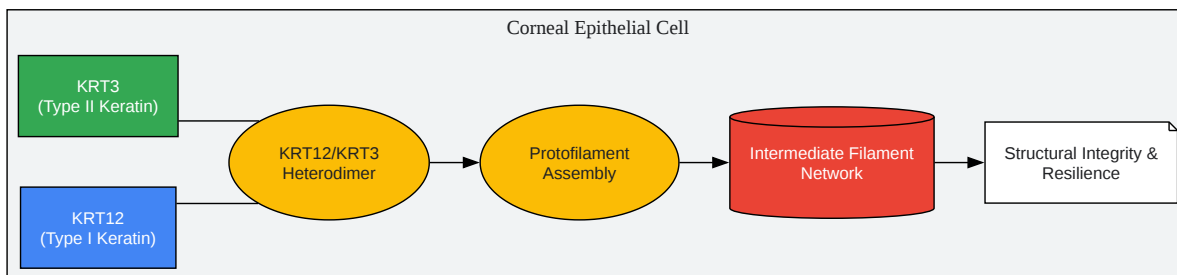 Corneal Epithelial Cell
KRT3
(Type II Keratin)
KRT12
(Type I Keratin)
KRT12/KRT3
Heterodimer
Protofilament
Assembly
Intermediate Filament
Network
Structural Integrity &
Resilience